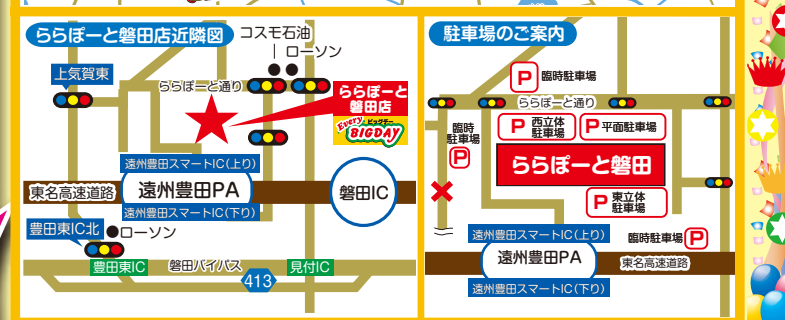 ららぽーと磐田店近隣図
コスモ石油
ローソン
上気賀東
ららぽーと通り
ららぽーと
磐田店
Every ビッグデー
BIGDAY
遠州豊田スマートIC(上り)
東名高速道路
遠州豊田PA
磐田IC
遠州豊田スマートIC(下り)
豊田東IC北
ローソン
豊田東IC
磐田バイパス
見付IC
413
駐車場のご案内
P 臨時駐車場
ららぽーと通り
臨時
駐車場
P
P 西立体
駐車場
P 平面駐車場
ららぽーと磐田
P 東立体
駐車場
遠州豊田スマートIC(上り)
臨時駐車場 P
遠州豊田PA
東名高速道路
遠州豊田スマートIC(下り)